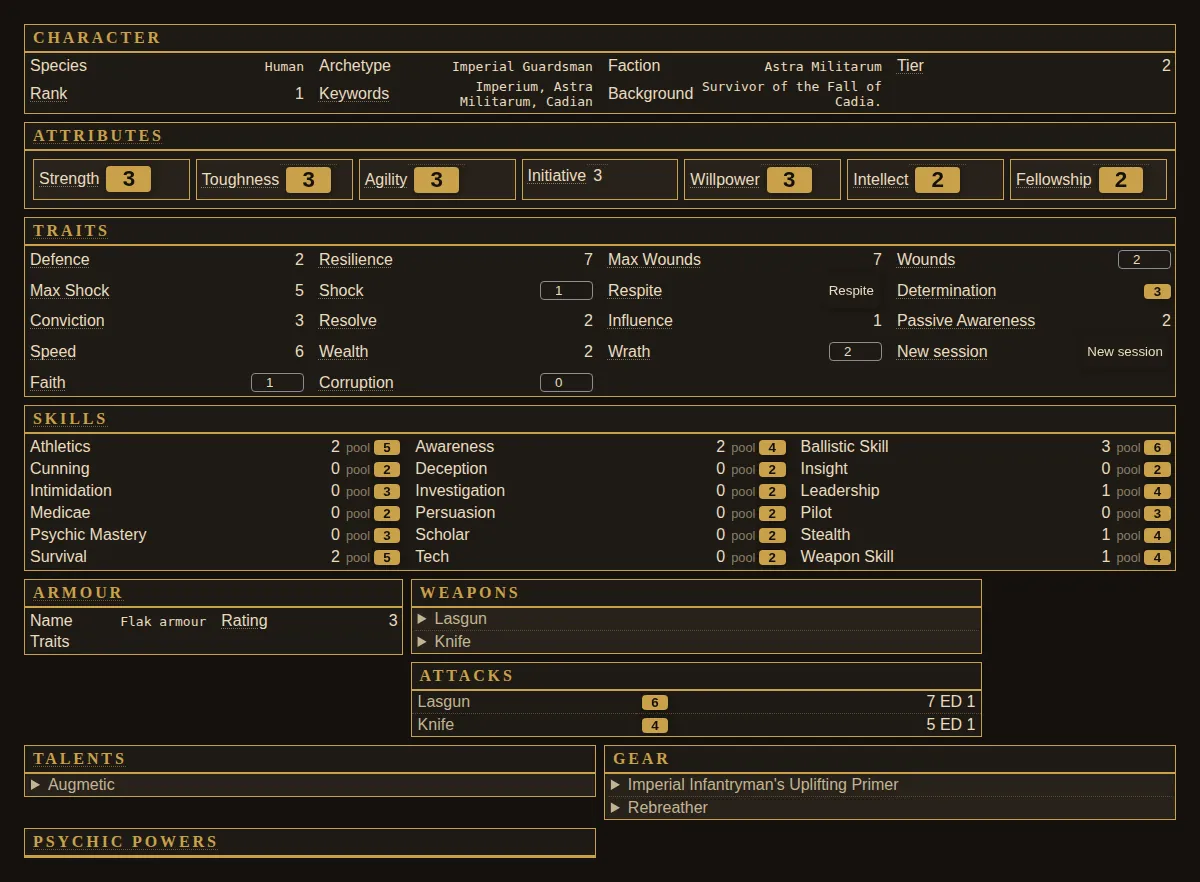 CHARACTER
Species Human Archetype Imperial Guardsman Faction Astra Militarum Tier 2
Rank 1 Keywords Imperium, Astra Militarum, Cadian Background Survivor of the Fall of Cadia.
ATTRIBUTES
Strength 3 Toughness 3 Agility 3 Initiative 3 Willpower 3 Intellect 2 Fellowship 2
TRAITS
Defence 2 Resilience 7 Max Wounds 7 Wounds 2
Max Shock 5 Shock 1 Respite Respite Determination 3
Conviction 3 Resolve 2 Influence 1 Passive Awareness 2
Speed 6 Wealth 2 Wrath 2 New session New session
Faith 1 Corruption 0
SKILLS
Athletics 2 pool 5 Awareness 2 pool 4 Ballistic Skill 3 pool 6
Cunning 0 pool 2 Deception 0 pool 2 Insight 0 pool 2
Intimidation 0 pool 3 Investigation 0 pool 2 Leadership 1 pool 4
Medicae 0 pool 2 Persuasion 0 pool 2 Pilot 0 pool 3
Psychic Mastery 0 pool 3 Scholar 0 pool 2 Stealth 1 pool 4
Survival 2 pool 5 Tech 0 pool 2 Weapon Skill 1 pool 4
ARMOUR
Name Flak armour Rating 3
Traits
WEAPONS
Lasgun
Knife
ATTACKS
Lasgun 6 7 ED 1
Knife 4 5 ED 1
TALENTS
Augmetic
GEAR
Imperial Infantryman's Uplifting Primer
Rebreather
PSYCHIC POWERS